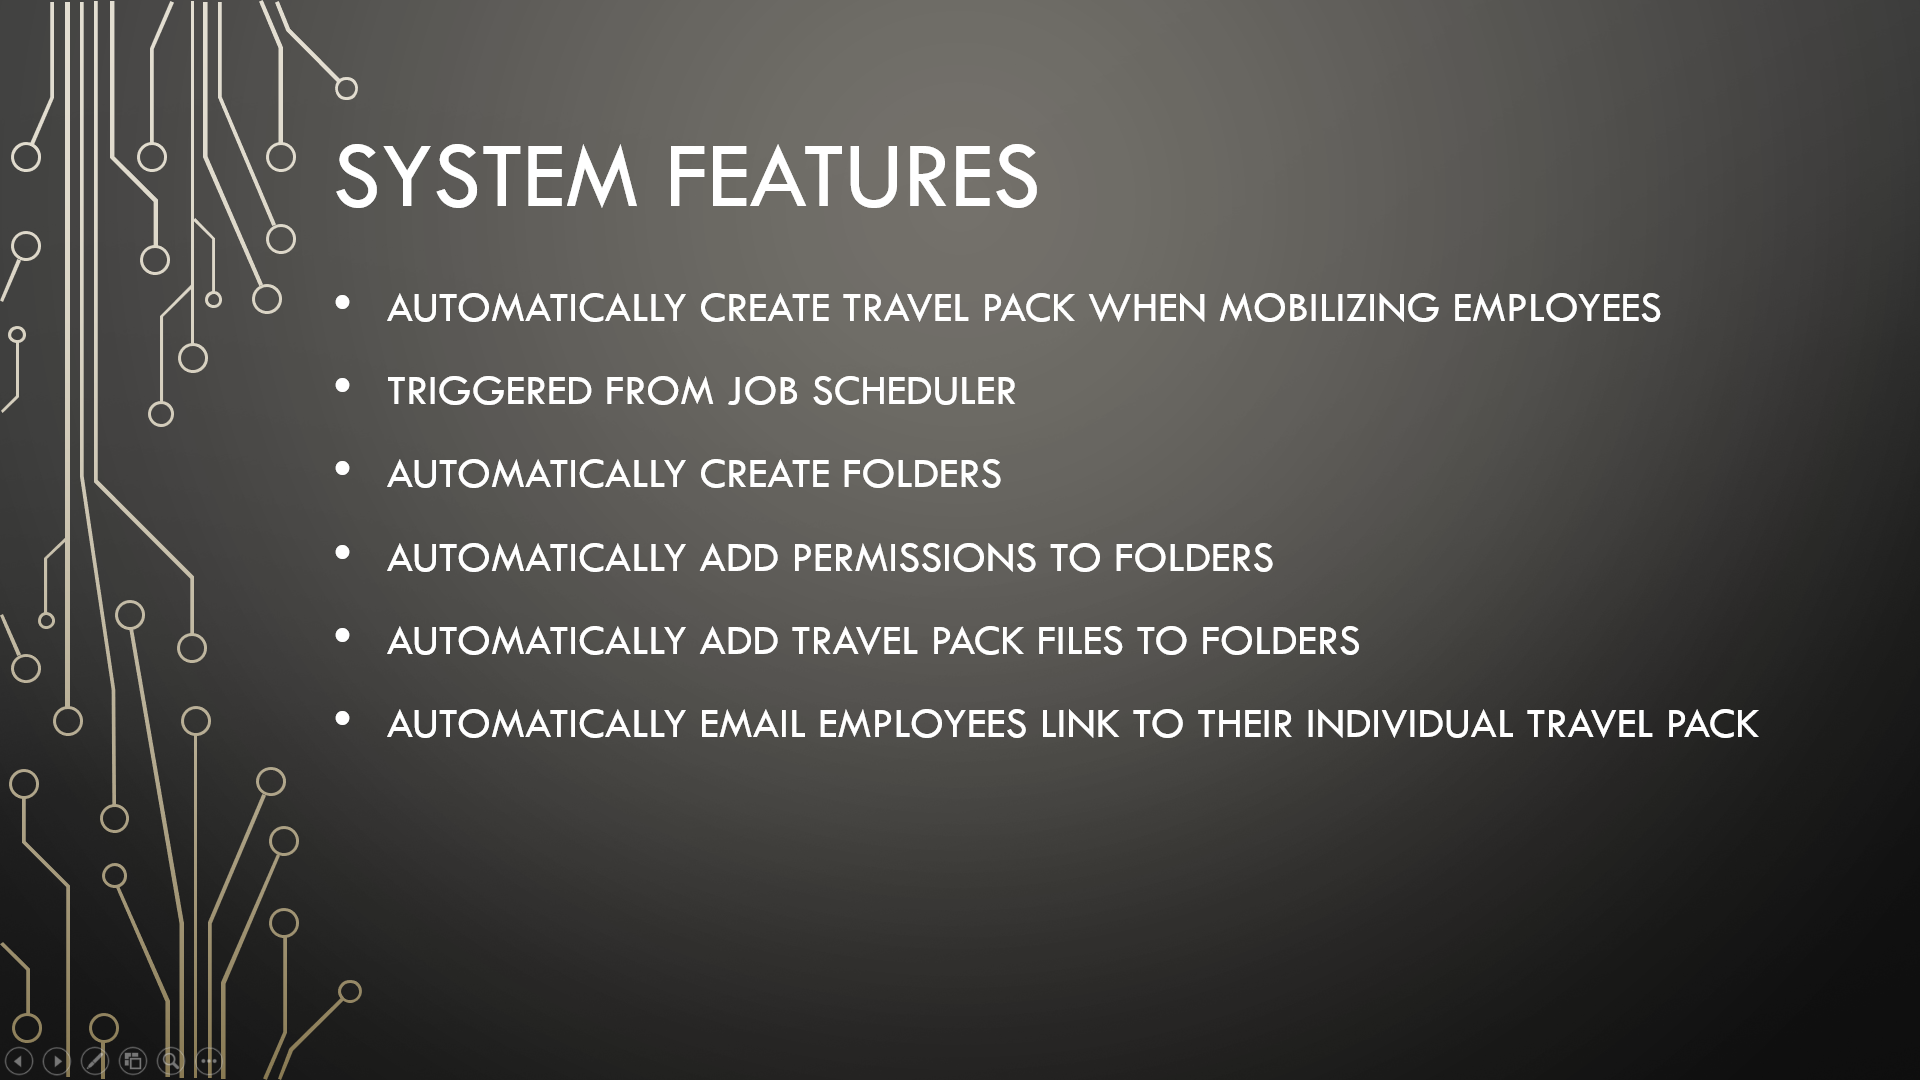 SYSTEM FEATURES
• AUTOMATICALLY CREATE TRAVEL PACK WHEN MOBILIZING EMPLOYEES
• TRIGGERED FROM JOB SCHEDULER
• AUTOMATICALLY CREATE FOLDERS
• AUTOMATICALLY ADD PERMISSIONS TO FOLDERS
• AUTOMATICALLY ADD TRAVEL PACK FILES TO FOLDERS
• AUTOMATICALLY EMAIL EMPLOYEES LINK TO THEIR INDIVIDUAL TRAVEL PACK